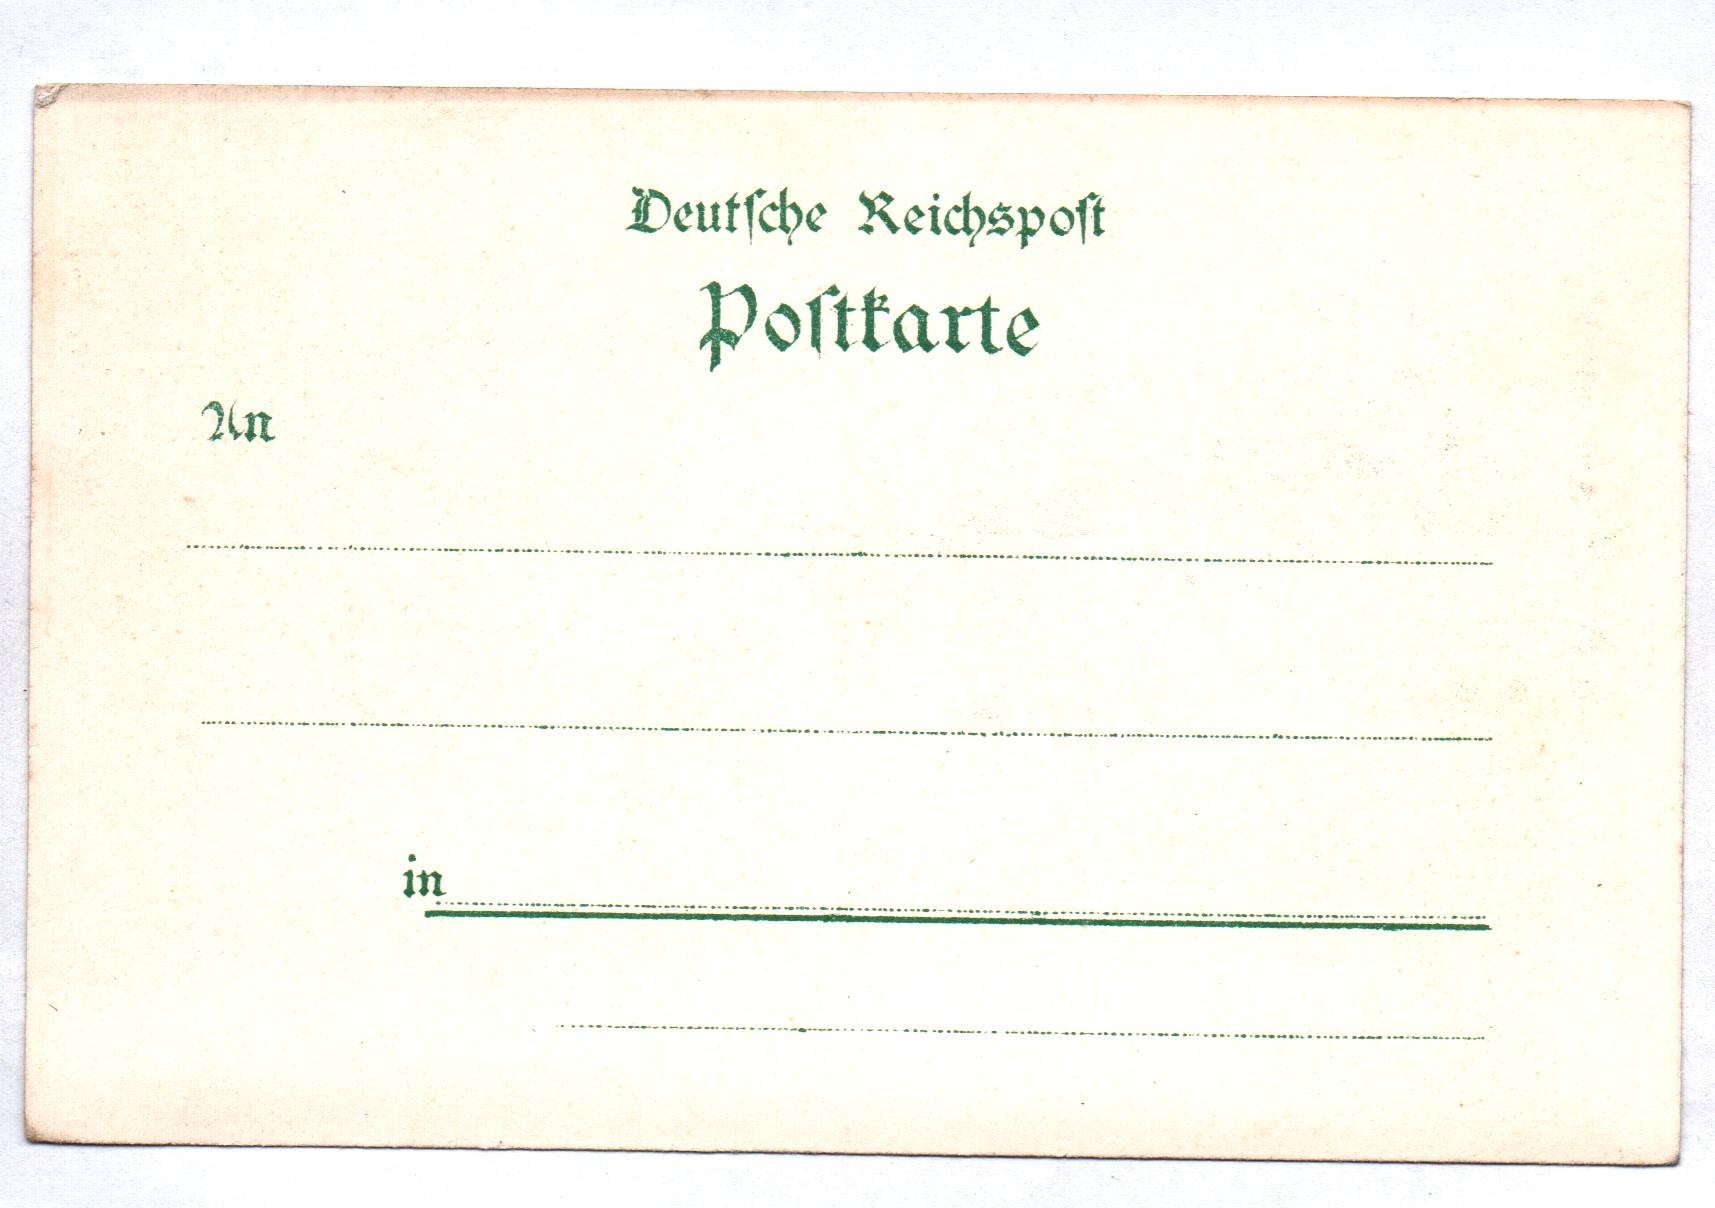 Deutſche Reichspoſt
Poſtkarte
An
in